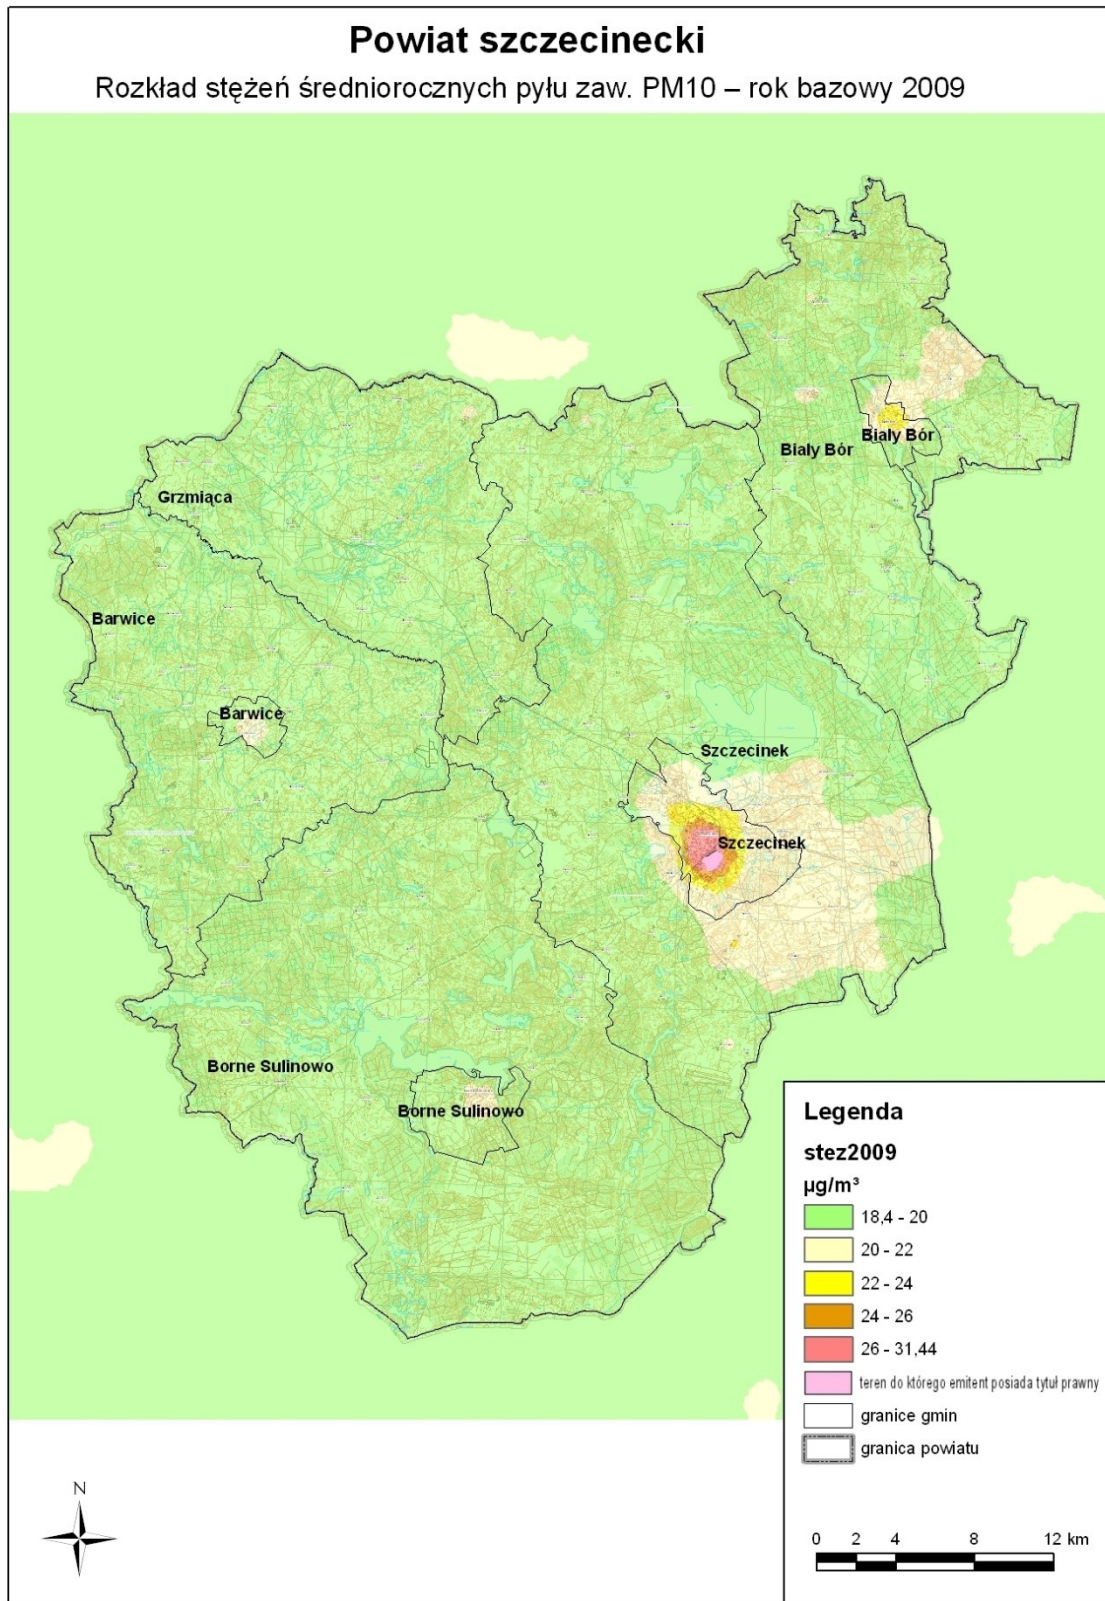 Powiat szczecinecki
Rozkład stężeń średniorocznych pyłu zaw. PM10 – rok bazowy 2009
Biały Bór
Biały Bór
Grzmiąca
Barwice
Barwice
Szczecinek
Szczecinek
Borne Sulinowo
Borne Sulinowo
Legenda
stez2009
µg/m³
18,4 - 20
20 - 22
22 - 24
24 - 26
26 - 31,44
teren do którego emitent posiada tytuł prawny
granice gmin
granica powiatu
N
0 2 4 8 12 km